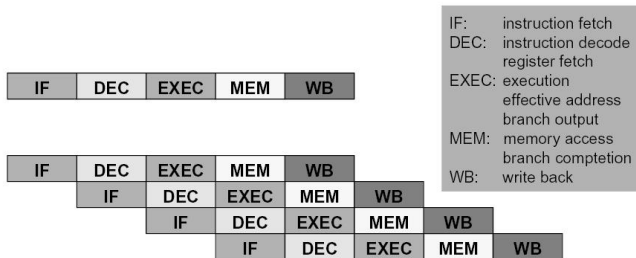 IF: instruction fetch
DEC: instruction decode
register fetch
EXEC: execution
effective address
branch output
MEM: memory access
branch comptetion
WB: write back
IF DEC EXEC MEM WB
IF DEC EXEC MEM WB
IF DEC EXEC MEM WB
IF DEC EXEC MEM WB
IF DEC EXEC MEM WB